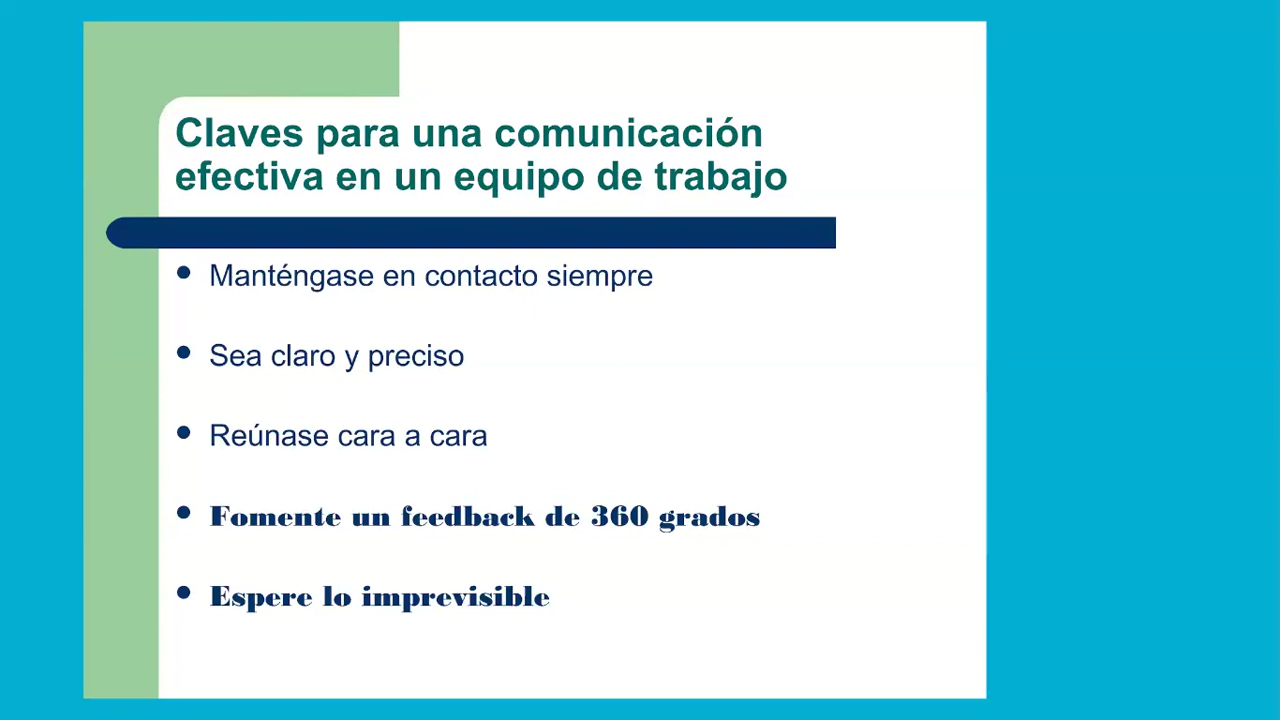 Claves para una comunicación
efectiva en un equipo de trabajo
Manténgase en contacto siempre
Sea claro y preciso
Reúnase cara a cara
Fomente un feedback de 360 grados
Espere lo imprevisible